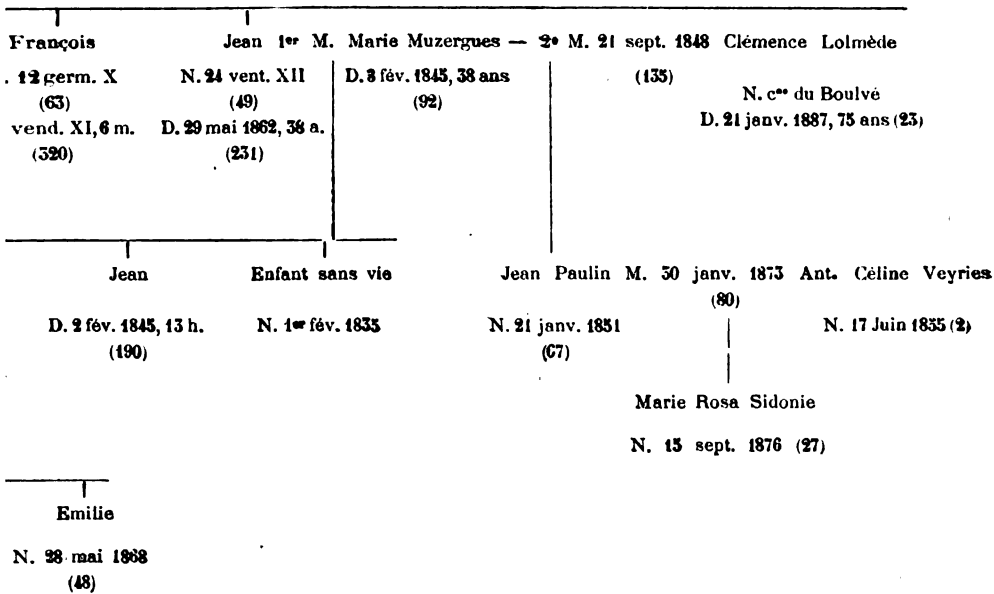 François Jean 1er M. Marie Muzergues — 2e M. 21 sept. 1848 Clémence Lolmède
. 12 germ. X N. 24 vent. XII D. 3 fév. 1845, 38 ans (135)
N. cne du Boulvé
(63) (49) (92)
vend. XI, 6 m. D. 29 mai 1862, 38 a. D. 21 janv. 1887, 75 ans (23)
(320) (231)
Jean Enfant sans vie Jean Paulin M. 30 janv. 1873 Ant. Céline Veyries
(80)
D. 2 fév. 1845, 13 h. N. 1er fév. 1835 N. 21 janv. 1851 N. 17 Juin 1855 (2)
(190) (67)
Marie Rosa Sidonie
N. 15 sept. 1876 (27)
Emilie
N. 28 mai 1868
(48)